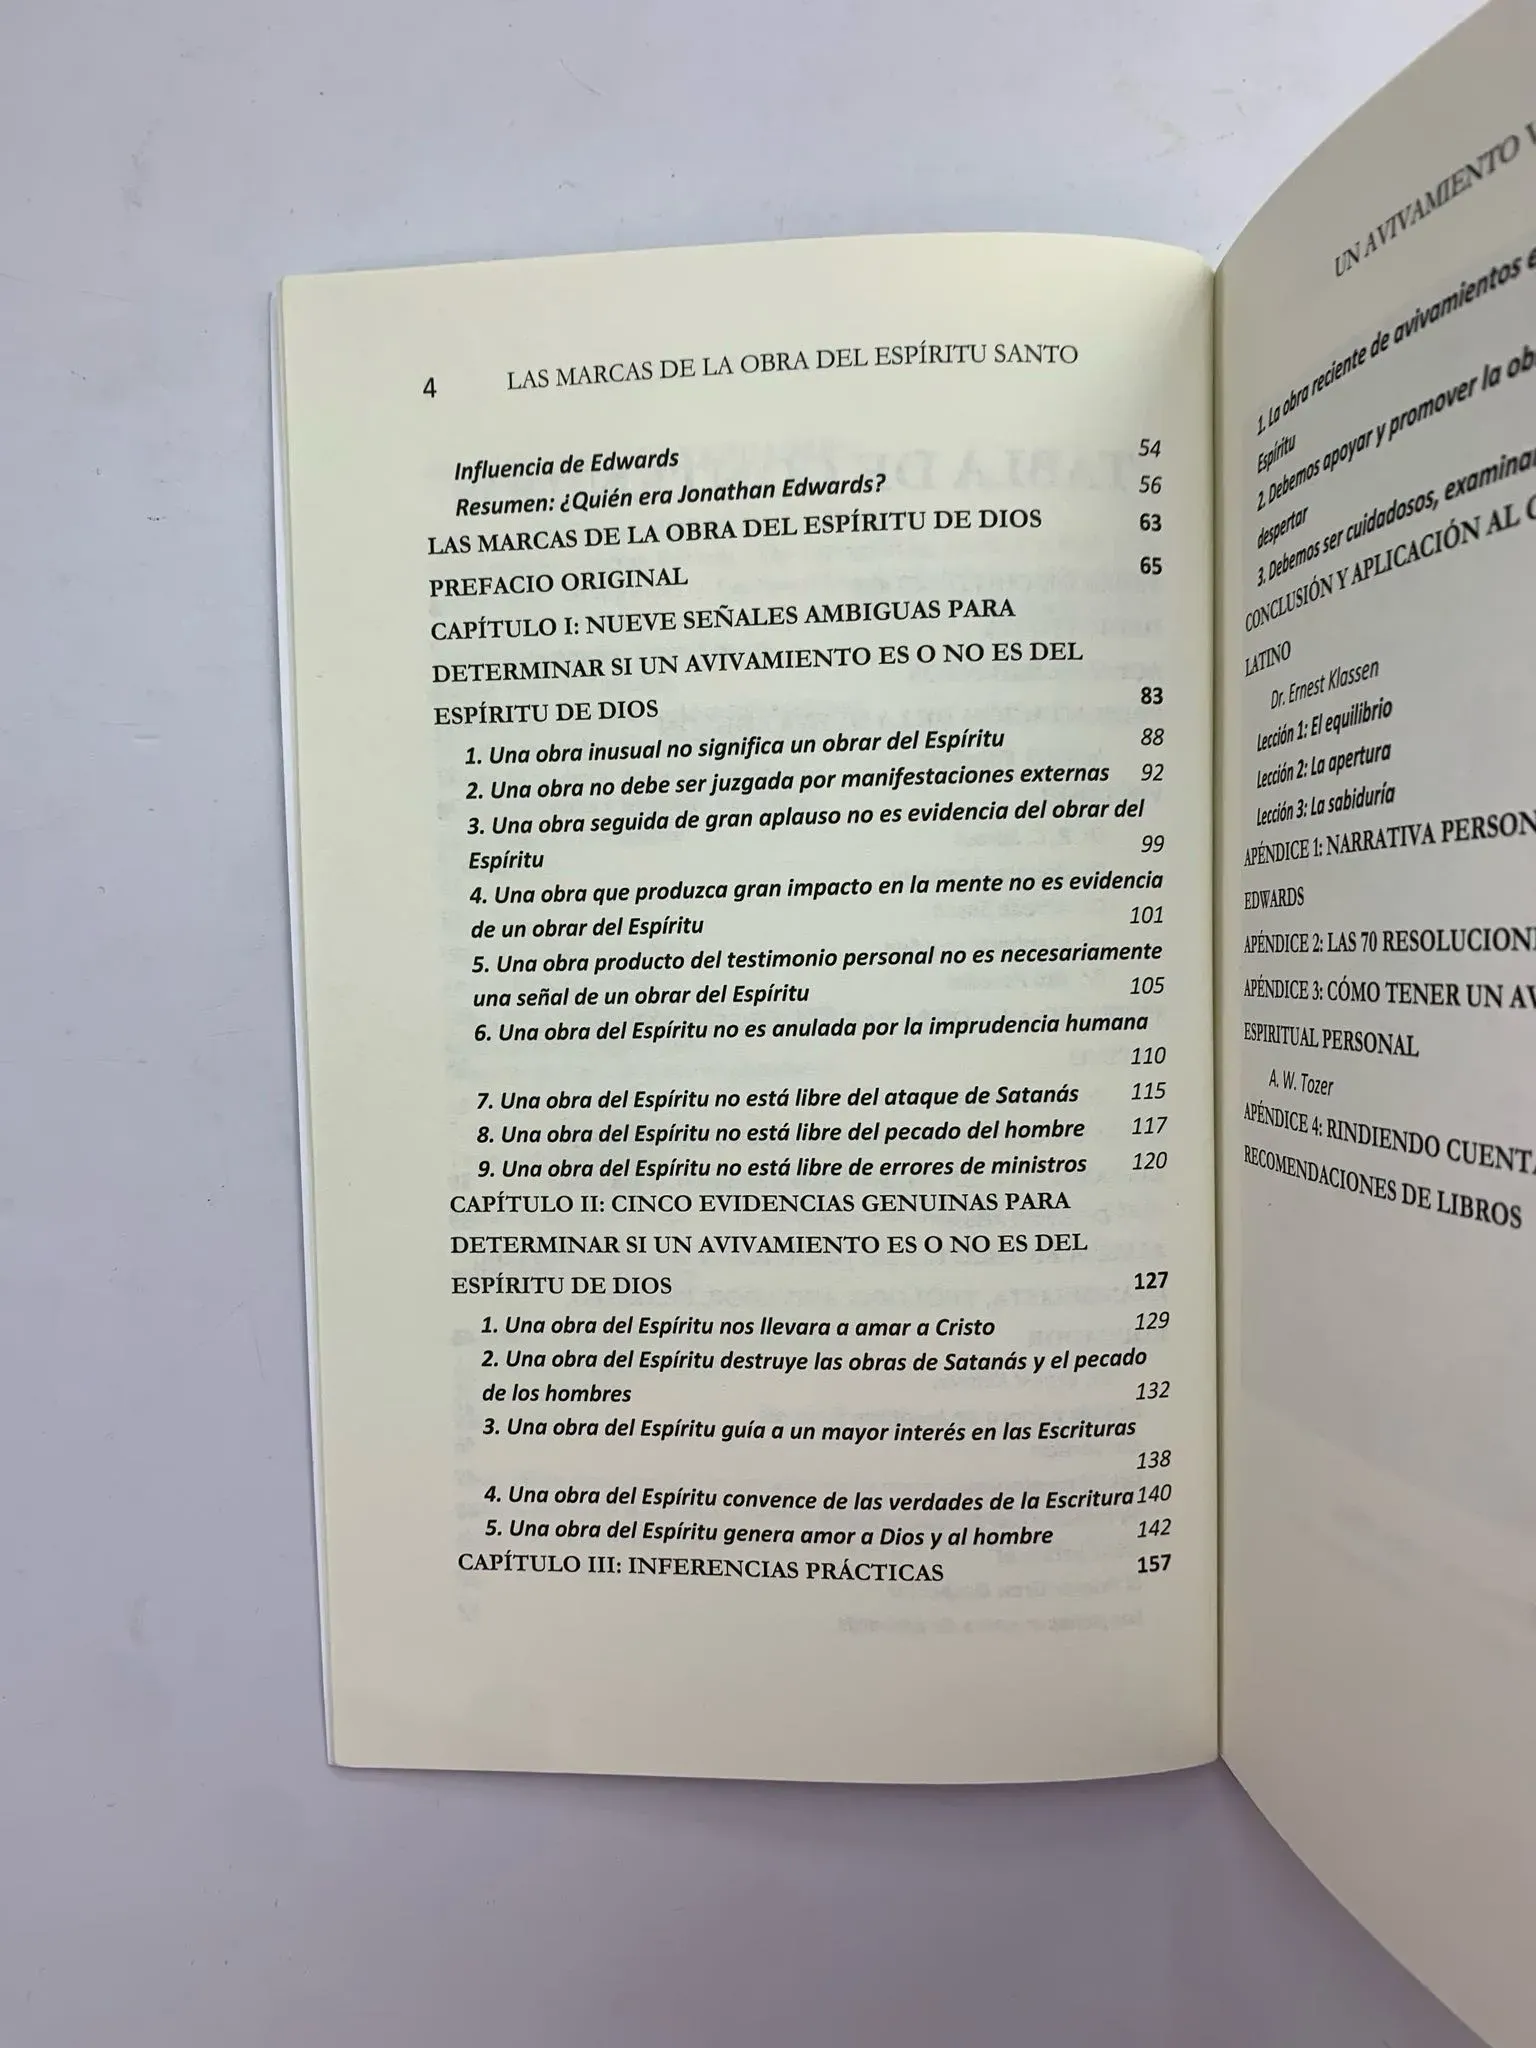 4 LAS MARCAS DE LA OBRA DEL ESPÍRITU SANTO
Influencia de Edwards 54
Resumen: ¿Quién era Jonathan Edwards? 56
LAS MARCAS DE LA OBRA DEL ESPÍRITU DE DIOS 63
PREFACIO ORIGINAL 65
CAPÍTULO I: NUEVE SEÑALES AMBIGUAS PARA
DETERMINAR SI UN AVIVAMIENTO ES O NO ES DEL
ESPÍRITU DE DIOS 83
1. Una obra inusual no significa un obrar del Espíritu 88
2. Una obra no debe ser juzgada por manifestaciones externas 92
3. Una obra seguida de gran aplauso no es evidencia del obrar del
Espíritu 99
4. Una obra que produzca gran impacto en la mente no es evidencia
de un obrar del Espíritu 101
5. Una obra producto del testimonio personal no es necesariamente
una señal de un obrar del Espíritu 105
6. Una obra del Espíritu no es anulada por la imprudencia humana
110
7. Una obra del Espíritu no está libre del ataque de Satanás 115
8. Una obra del Espíritu no está libre del pecado del hombre 117
9. Una obra del Espíritu no está libre de errores de ministros 120
CAPÍTULO II: CINCO EVIDENCIAS GENUINAS PARA
DETERMINAR SI UN AVIVAMIENTO ES O NO ES DEL
ESPÍRITU DE DIOS 127
1. Una obra del Espíritu nos llevara a amar a Cristo 129
2. Una obra del Espíritu destruye las obras de Satanás y el pecado
de los hombres 132
3. Una obra del Espíritu guía a un mayor interés en las Escrituras
138
4. Una obra del Espíritu convence de las verdades de la Escritura 140
5. Una obra del Espíritu genera amor a Dios y al hombre 142
CAPÍTULO III: INFERENCIAS PRÁCTICAS 157
UN AVIVAMIENTO
1. La obra reciente de avivamientos
Espíritu
2. Debemos apoyar y promover la
despertar
3. Debemos ser cuidadosos,
CONCLUSIÓN Y APLICACIÓN AL
LATINO
Dr. Ernest Klassen
Lección 1: El equilibrio
Lección 2: La apertura
Lección 3: La sabiduría
APÉNDICE 1: NARRATIVA
EDWARDS
APÉNDICE 2: LAS 70
APÉNDICE 3: CÓMO TENER UN
ESPIRITUAL PERSONAL
A. W. Tozer
APÉNDICE 4: RINDIENDO
RECOMENDACIONES DE LIBROS